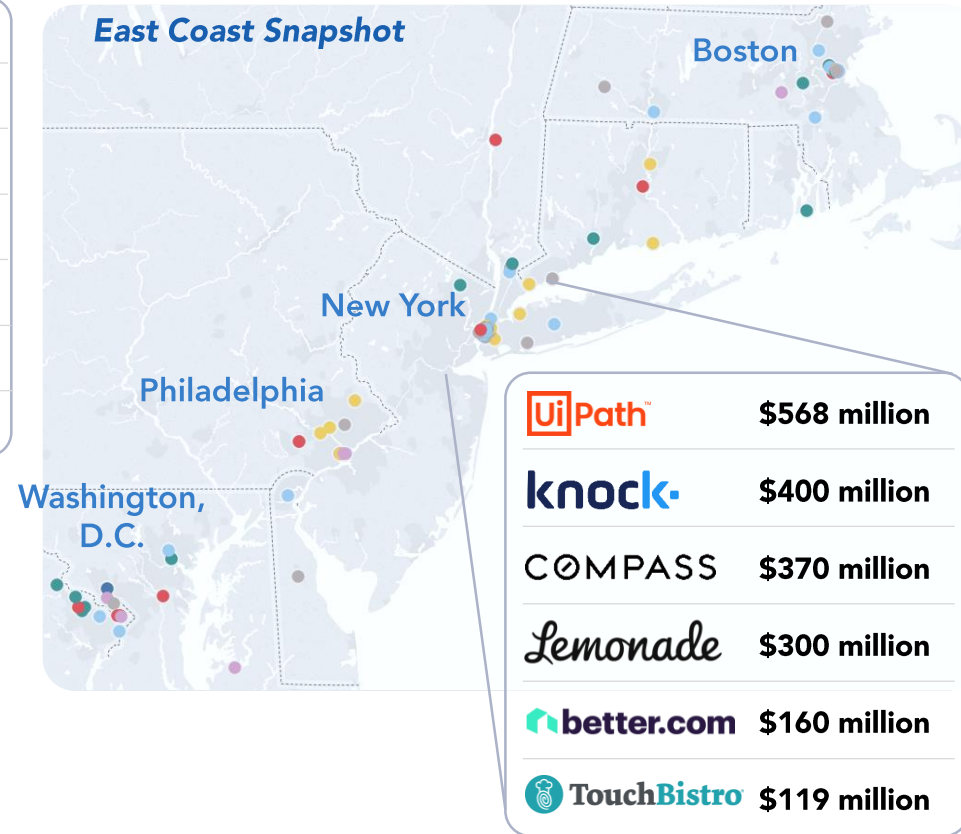 East Coast Snapshot
Boston
New York
Philadelphia
Washington,
D.C.
UiPath™ $568 million
knock. $400 million
COMPASS $370 million
Lemonade $300 million
better.com $160 million
TouchBistro $119 million